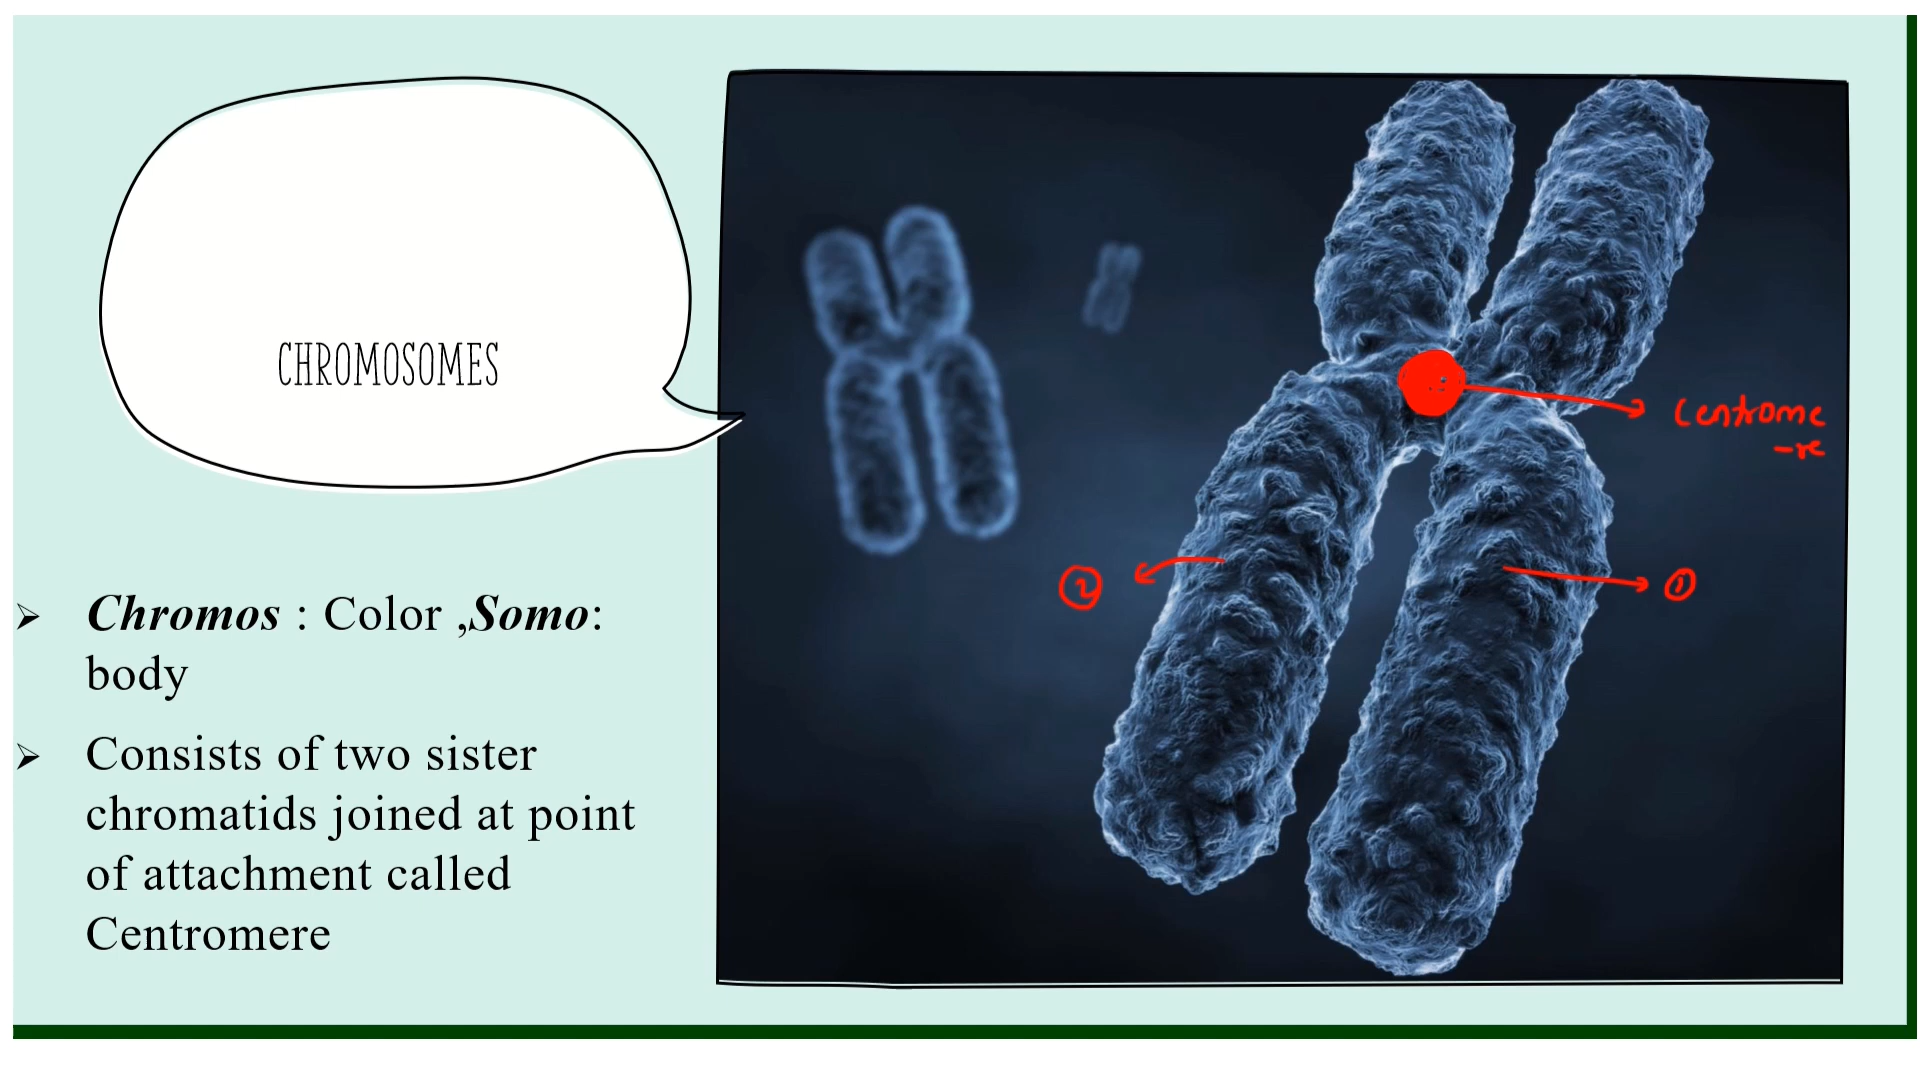 CHROMOSOMES
➢ Chromos : Color ,Somo:
body
➢ Consists of two sister
chromatids joined at point
of attachment called
Centromere
Centrome
-re
②
①